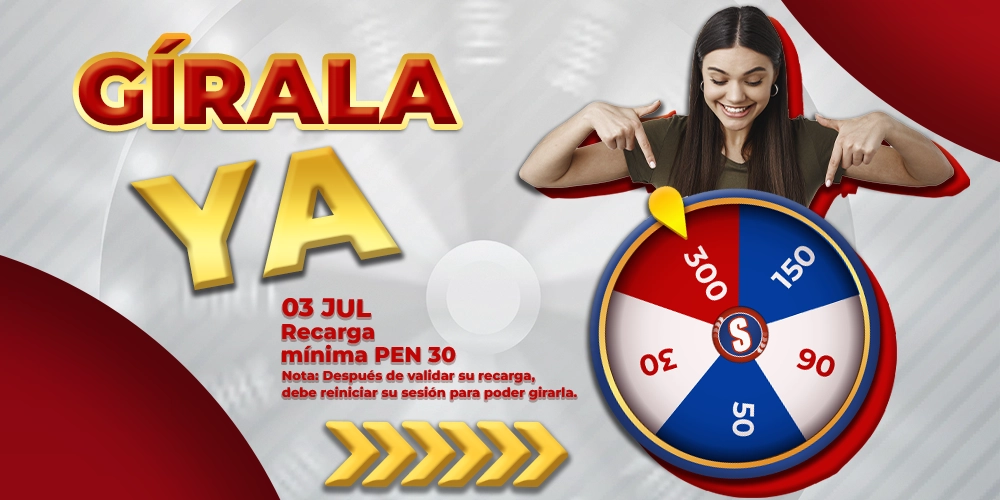 GÍRALA
YA
03 JUL
Recarga
mínima PEN 30
Nota: Después de validar su recarga,
debe reiniciar su sesión para poder girarla.
300
150
90
50
30
S